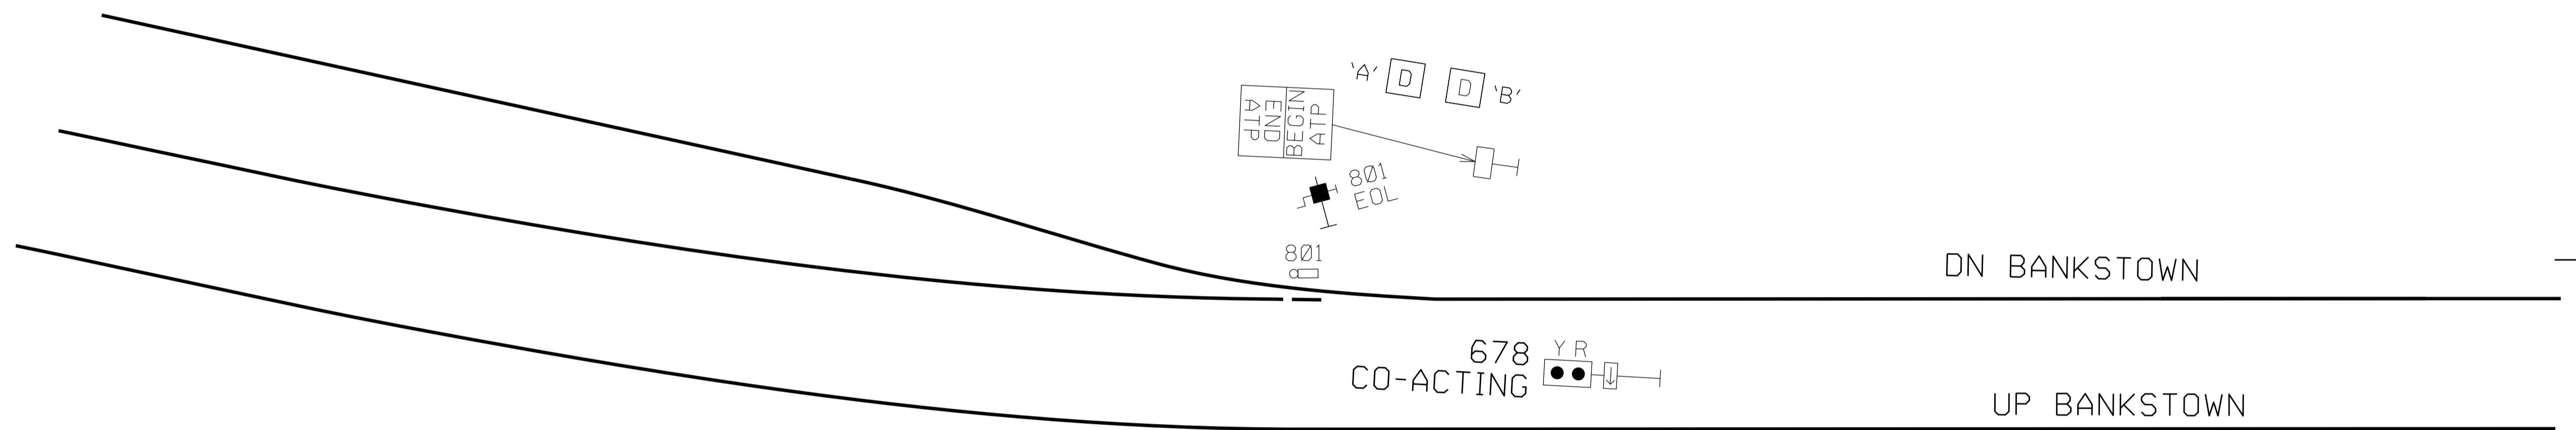 'A' D D 'B'
BEGIN
ATP
END
ATP
801
EOL
801
DN BANKSTOWN
678
CO-ACTING
Y R
UP BANKSTOWN